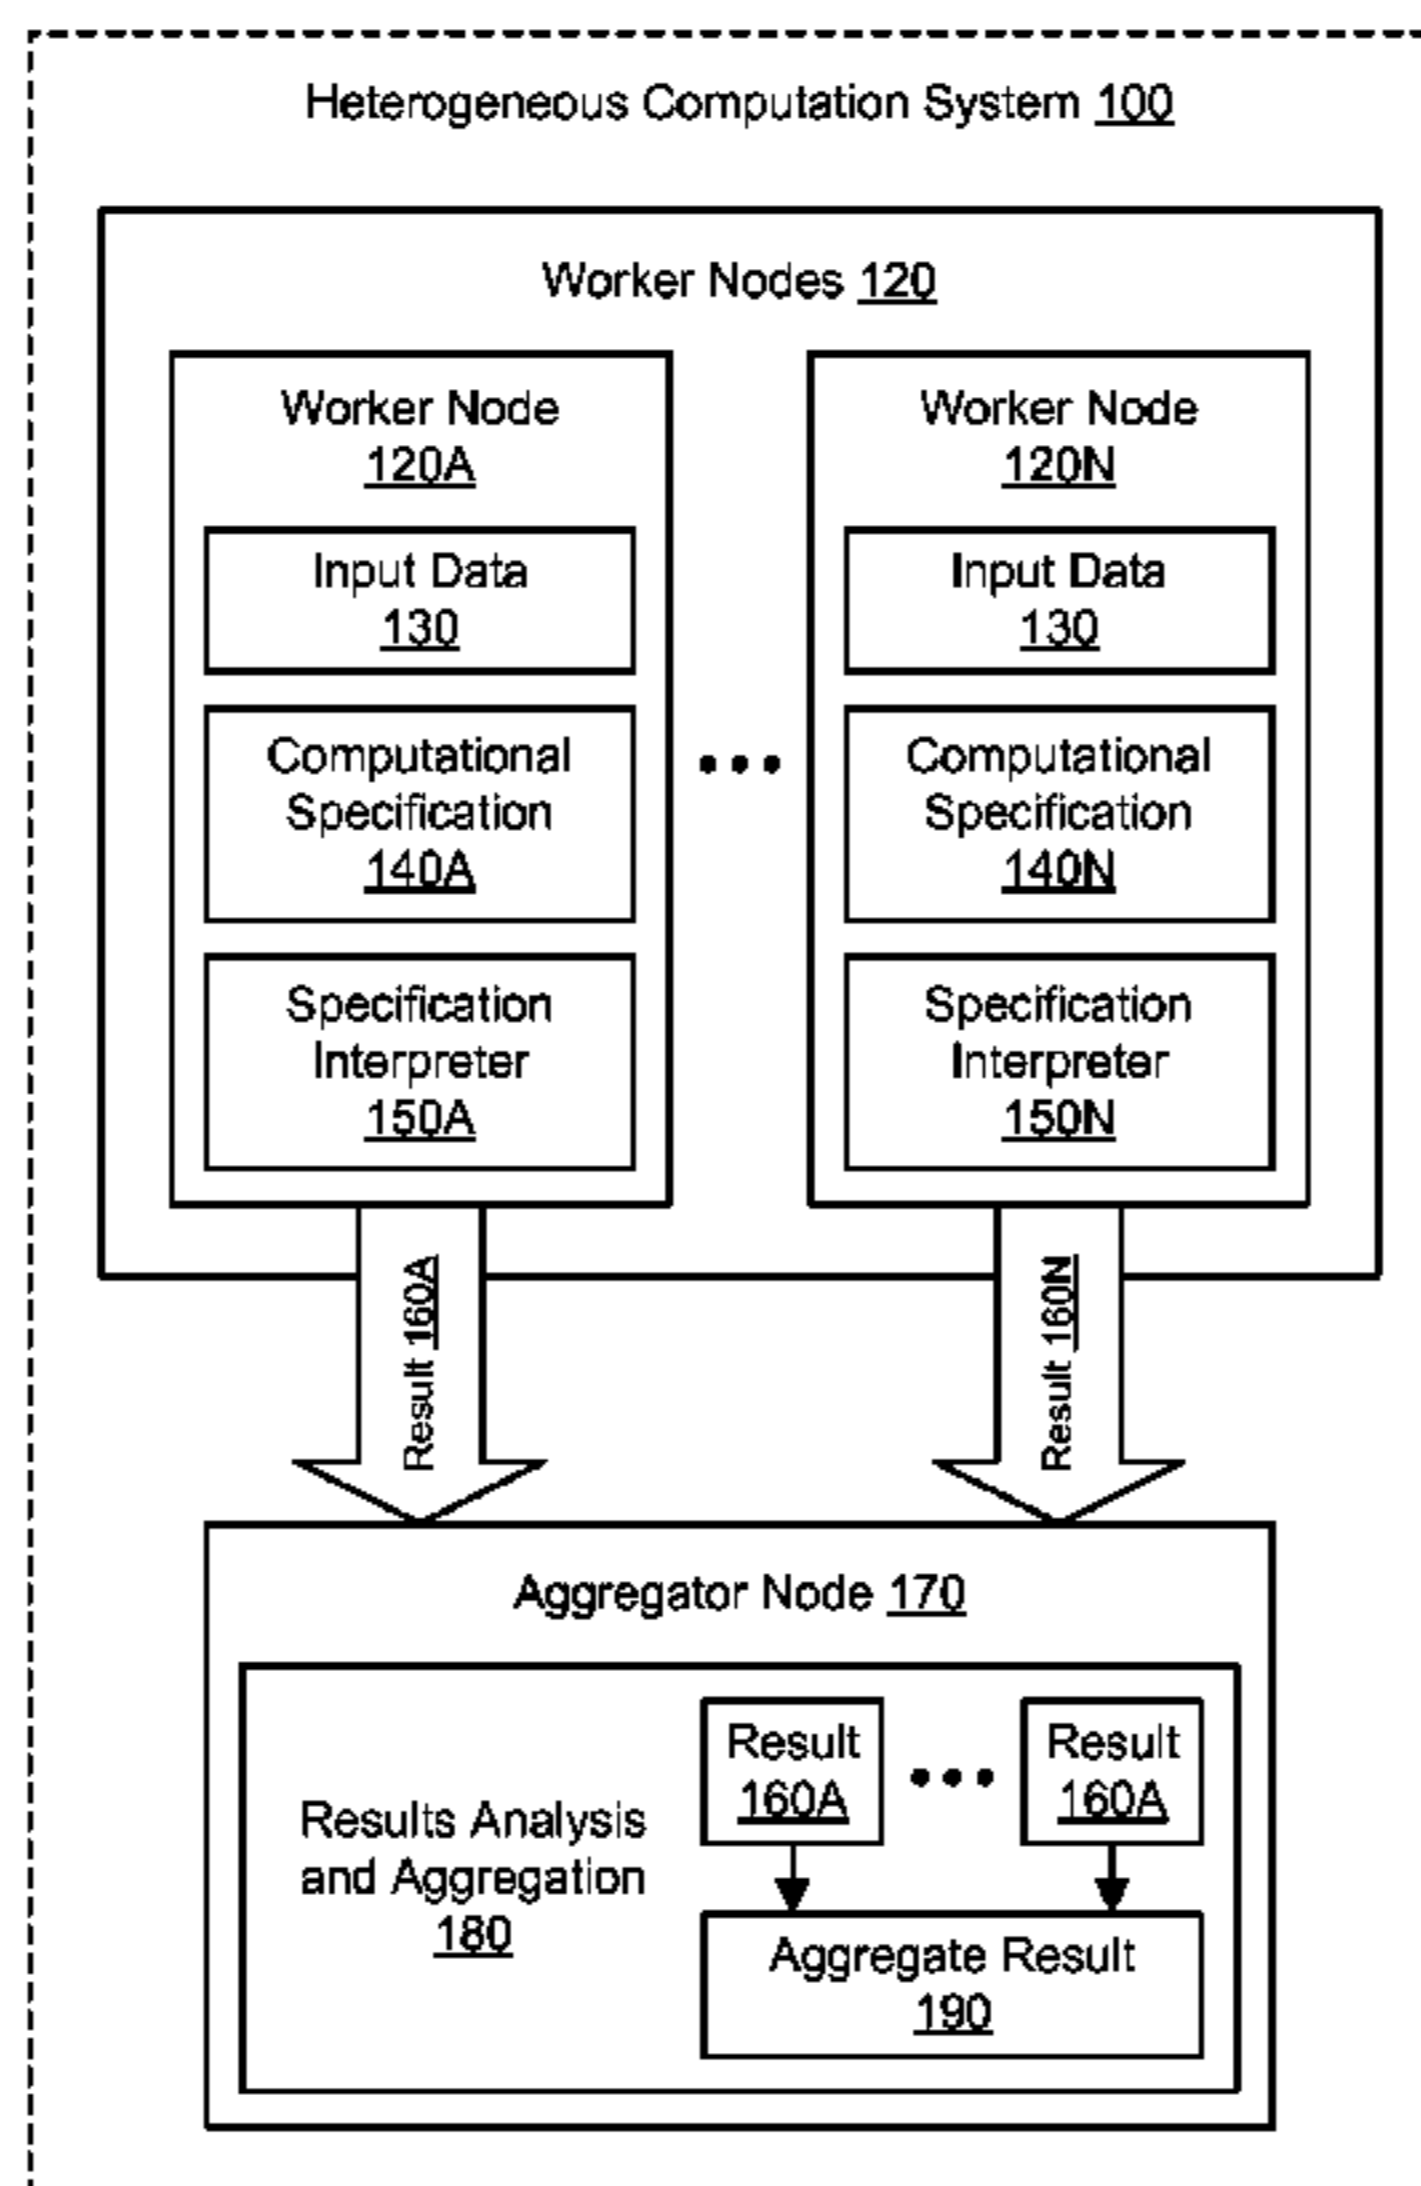 Heterogeneous Computation System 100
Worker Nodes 120
Worker Node
120A
Input Data
130
Computational
Specification
140A
Specification
Interpreter
150A
Worker Node
120N
Input Data
130
Computational
Specification
140N
Specification
Interpreter
150N
Result 160A
Result 160N
Aggregator Node 170
Results Analysis
and Aggregation
180
Result
160A
Result
160A
Aggregate Result
190